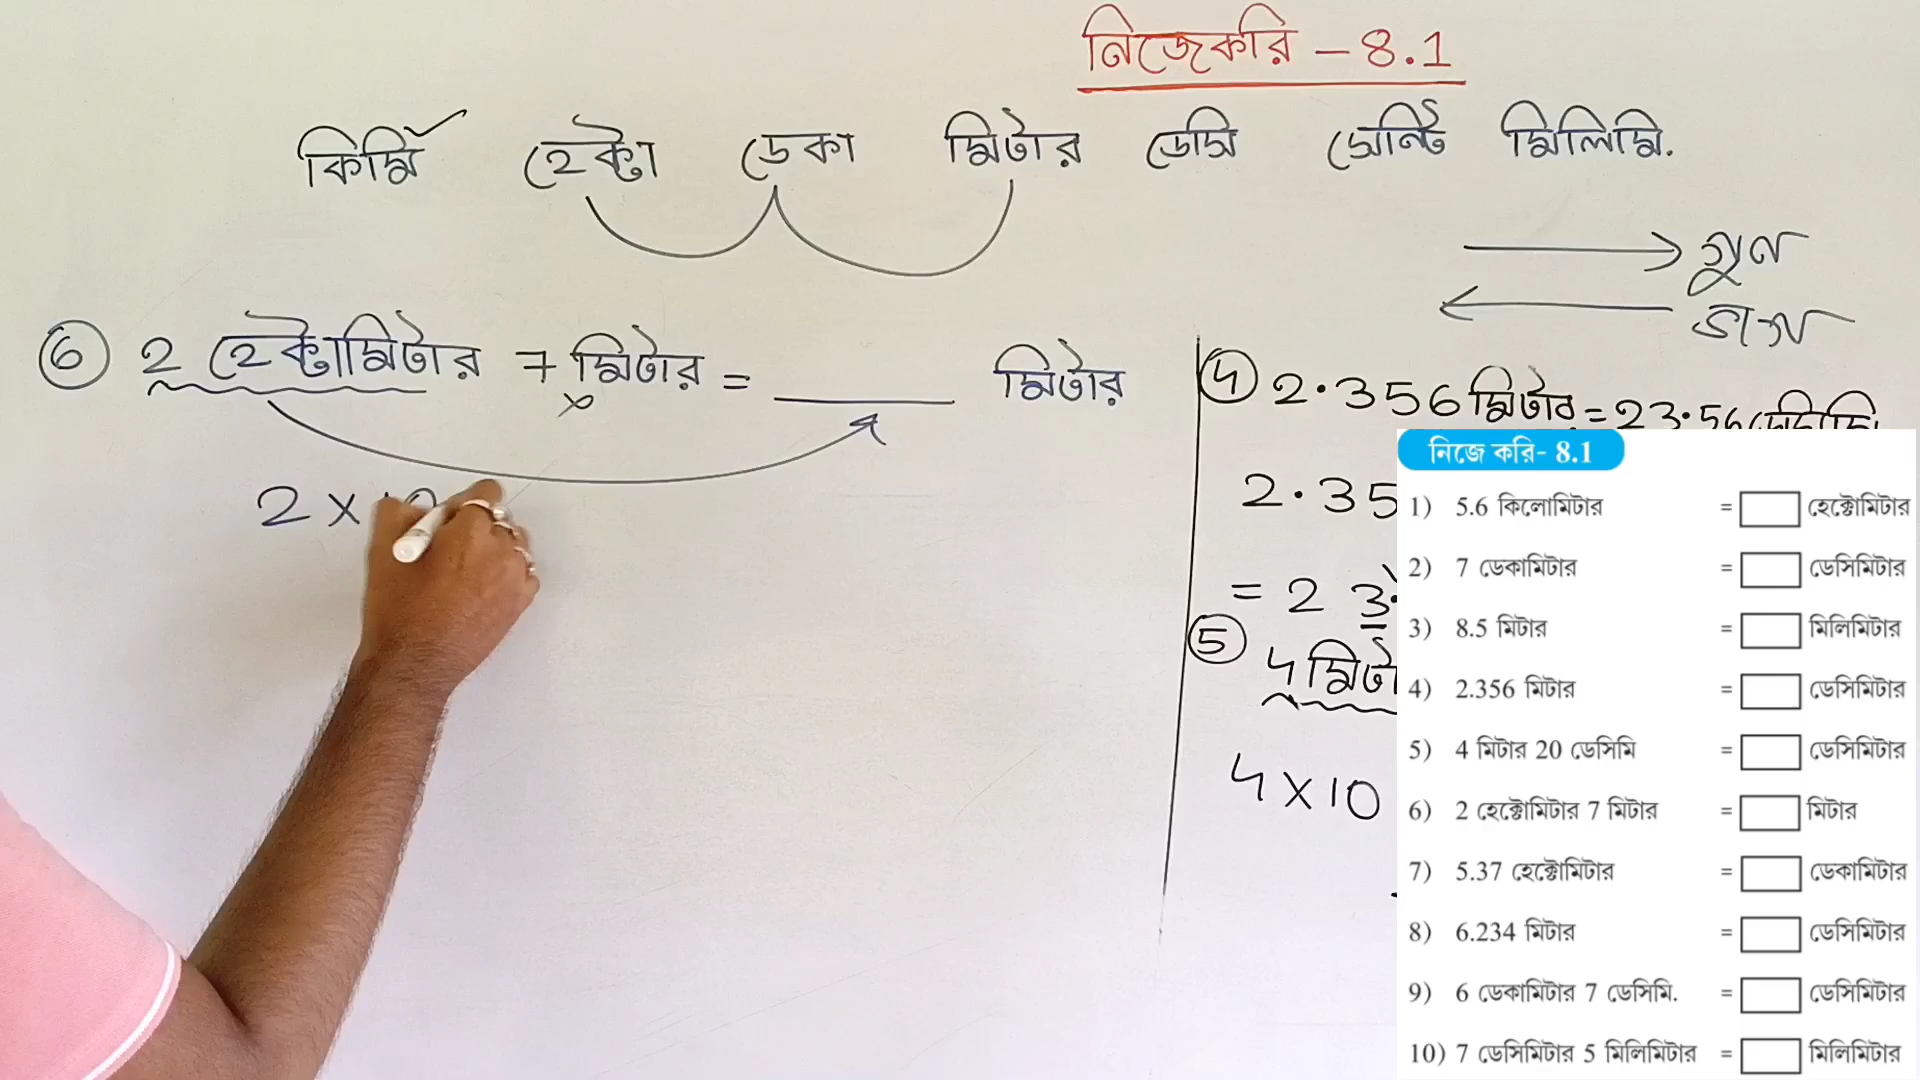 নিজেকরি – 8.1
কিমি হেক্টা ডেকা মিটার ডেসি সেন্টি মিলিমি.
গুণ
ভাগ
6 2 হেক্টামিটার 7 মিটার = ______ মিটার
2 ×
4 2.356 মিটার = 23.56
2.35
= 2 3.
5 4 মিটা
4 × 10
নিজে করি- 8.1
1) 5.6 কিলোমিটার = হেক্টোমিটার
2) 7 ডেকামিটার = ডেসিমিটার
3) 8.5 মিটার = মিলিমিটার
4) 2.356 মিটার = ডেসিমিটার
5) 4 মিটার 20 ডেসিমি = ডেসিমিটার
6) 2 হেক্টোমিটার 7 মিটার = মিটার
7) 5.37 হেক্টোমিটার = ডেকামিটার
8) 6.234 মিটার = ডেসিমিটার
9) 6 ডেকামিটার 7 ডেসিমি. = ডেসিমিটার
10) 7 ডেসিমিটার 5 মিলিমিটার = মিলিমিটার